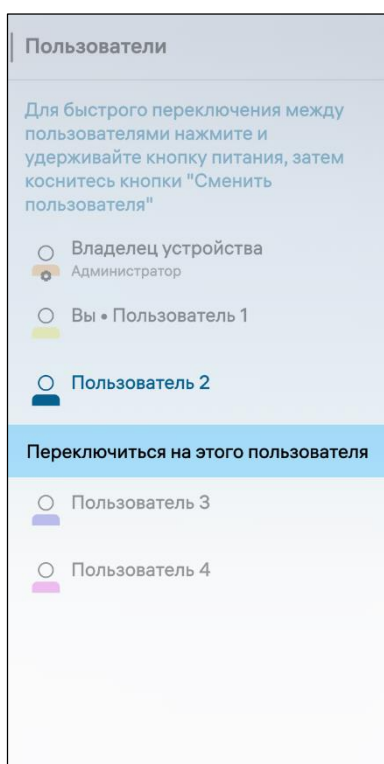 Пользователи
Для быстрого переключения между
пользователями нажмите и
удерживайте кнопку питания, затем
коснитесь кнопки "Сменить
пользователя"
Владелец устройства
Администратор
Вы • Пользователь 1
Пользователь 2
Переключиться на этого пользователя
Пользователь 3
Пользователь 4